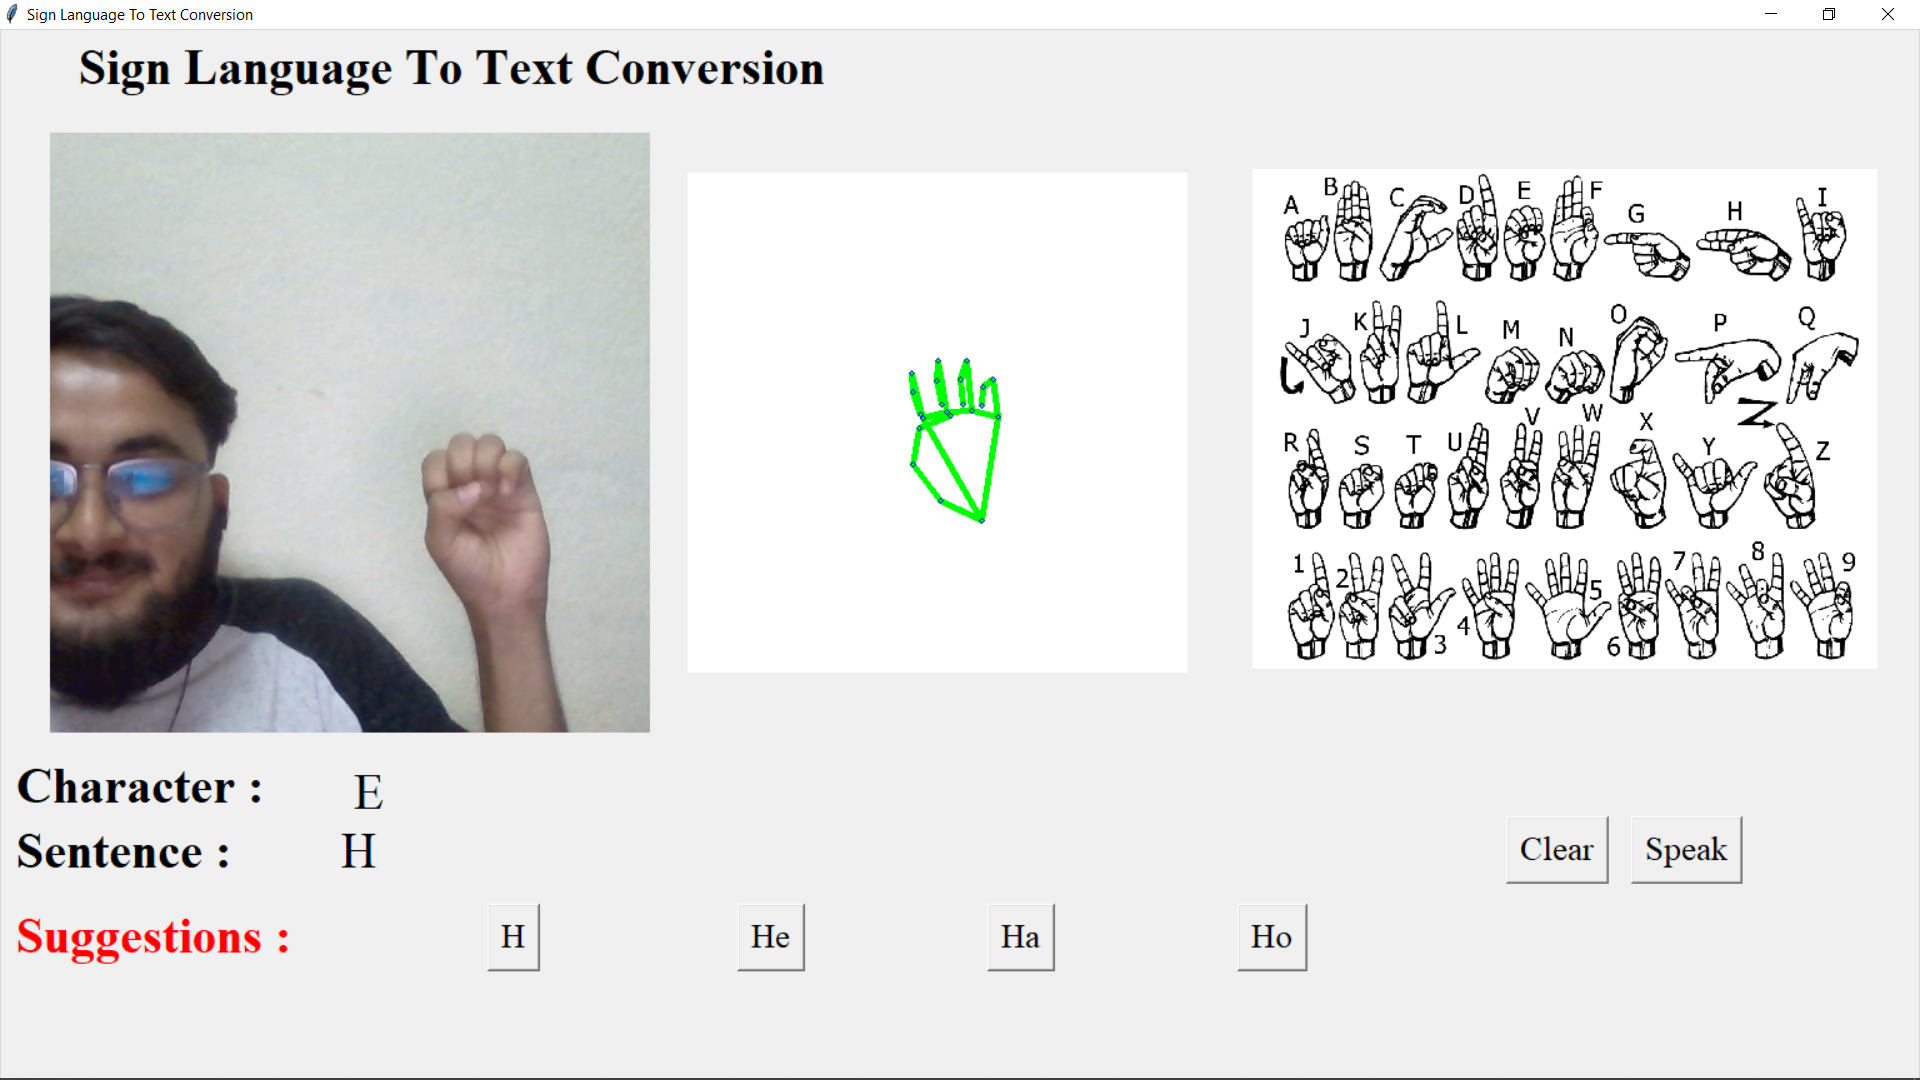 Sign Language To Text Conversion
Sign Language To Text Conversion
A B C D E F G H I
J K L M N O P Q
R S T U V W X Y Z
1 2 3 4 5 6 7 8 9
Character : E
Sentence : H
Clear Speak
Suggestions : H He Ha Ho